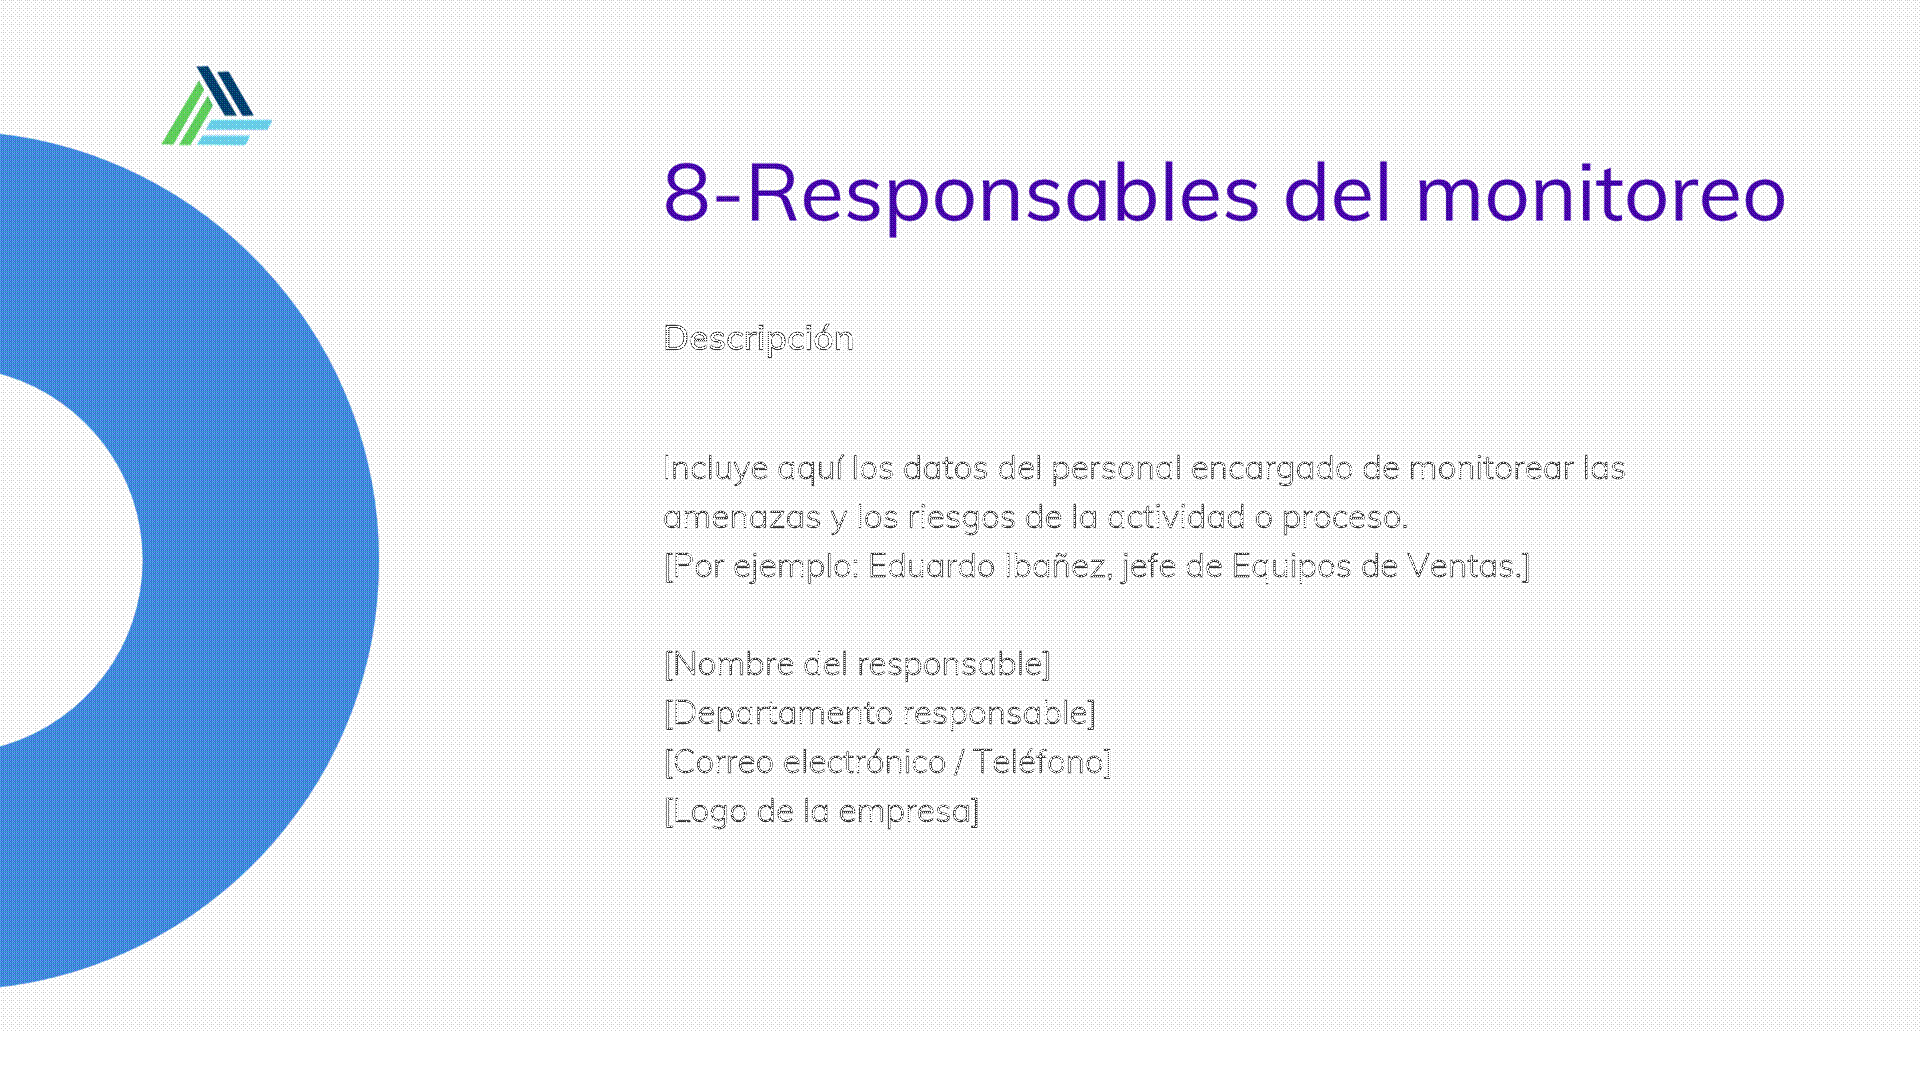 8-Responsables del monitoreo
Descripción
Incluye aquí los datos del personal encargado de monitorear las
amenazas y los riesgos de la actividad o proceso.
[Por ejemplo: Eduardo Ibañez, jefe de Equipos de Ventas.]
[Nombre del responsable]
[Departamento responsable]
[Correo electrónico / Teléfono]
[Logo de la empresa]